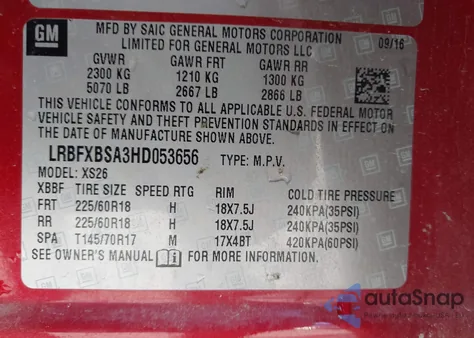 GM
MFD BY SAIC GENERAL MOTORS CORPORATION
LIMITED FOR GENERAL MOTORS LLC
09/16
GVWR GAWR FRT GAWR RR
2300 KG 1210 KG 1300 KG
5070 LB 2667 LB 2866 LB
THIS VEHICLE CONFORMS TO ALL APPLICABLE U.S. FEDERAL MOTOR
VEHICLE SAFETY AND THEFT PREVENTION STANDARDS IN EFFECT ON
THE DATE OF MANUFACTURE SHOWN ABOVE.
LRBFXBSA3HD053656 TYPE: M.P.V.
MODEL: XS26
XBBF TIRE SIZE SPEED RTG RIM COLD TIRE PRESSURE
FRT 225/60R18 H 18X7.5J 240KPA(35PSI)
RR 225/60R18 H 18X7.5J 240KPA(35PSI)
SPA T145/70R17 M 17X4BT 420KPA(60PSI)
SEE OWNER'S MANUAL FOR MORE INFORMATION.
autoSnap